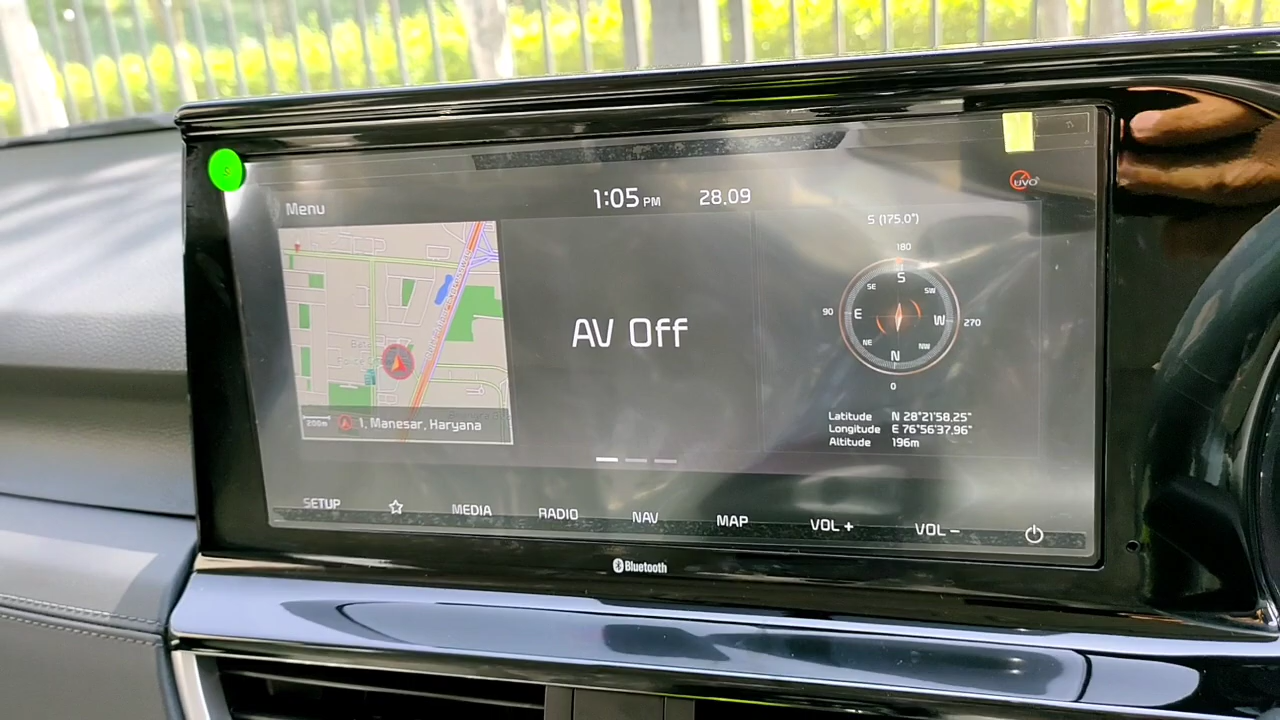 S
UVO
Menu
1:05 PM 28.09
S (175.0°)
180
S
SE SW
90 E W 270
NE NW
N
0
AV Off
200m
1, Manesar, Haryana
Latitude N 28°21'58.25"
Longitude E 76°56'37.96"
Altitude 196m
SETUP MEDIA RADIO NAV MAP VOL + VOL -
Bluetooth